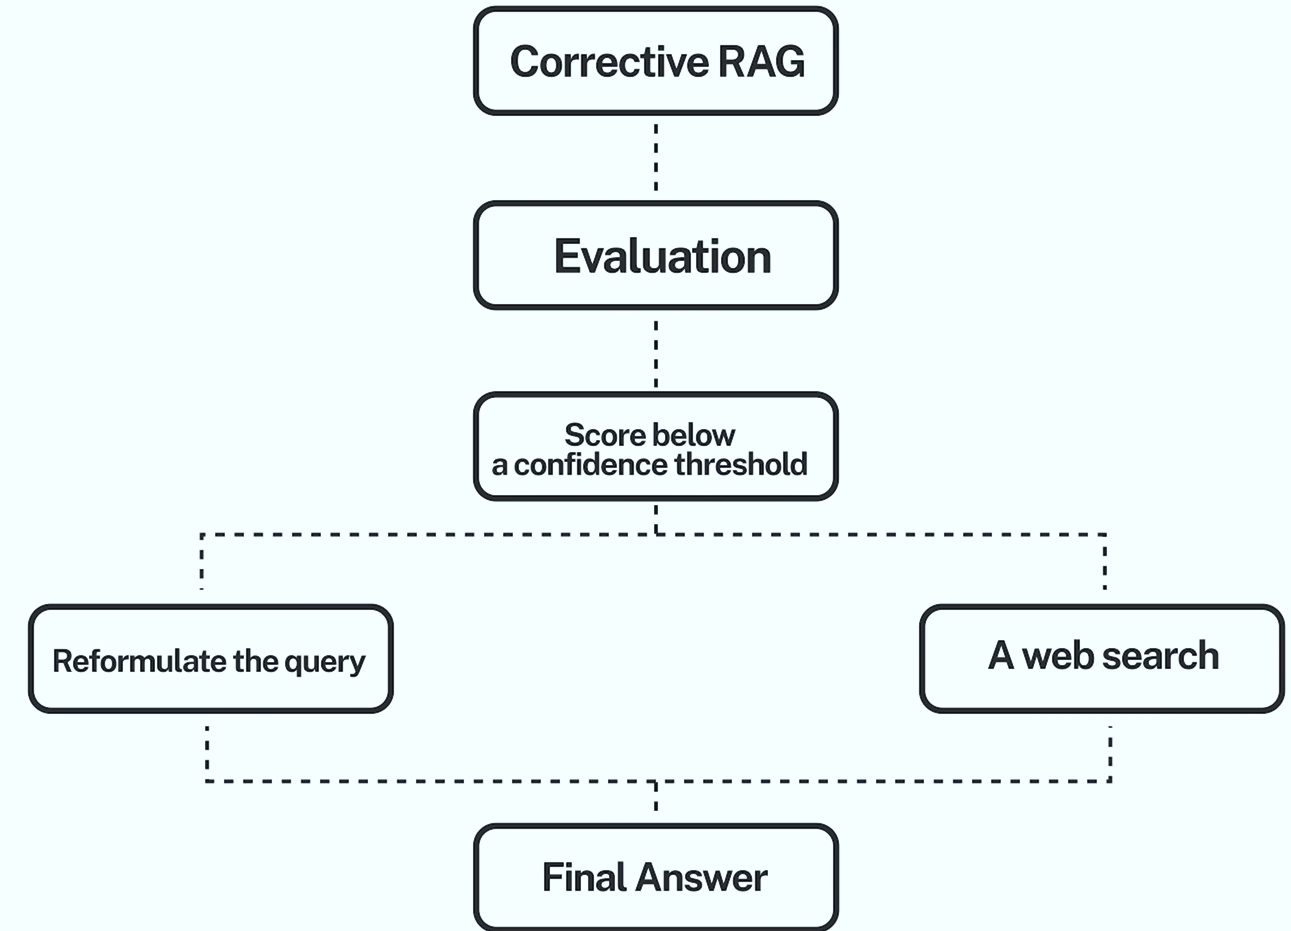 Corrective RAG
Evaluation
Score below
a confidence threshold
Reformulate the query
A web search
Final Answer